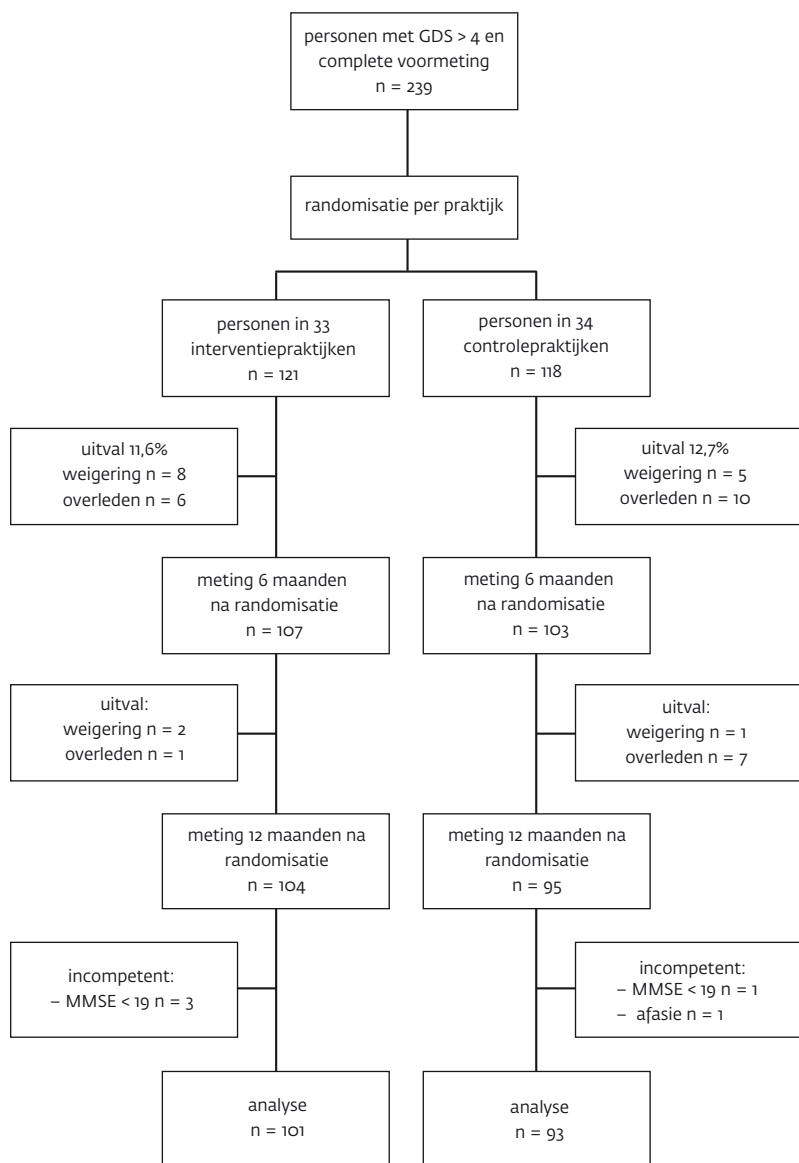 personen met GDS > 4 en
complete voormeting
n = 239
randomisatie per praktijk
personen in 33
interventiepraktijken
n = 121
personen in 34
controlepraktijken
n = 118
uitval 11,6%
weigering n = 8
overleden n = 6
uitval 12,7%
weigering n = 5
overleden n = 10
meting 6 maanden
na randomisatie
n = 107
meting 6 maanden
na randomisatie
n = 103
uitval:
weigering n = 2
overleden n = 1
uitval:
weigering n = 1
overleden n = 7
meting 12 maanden na
randomisatie
n = 104
meting 12 maanden na
randomisatie
n = 95
incompetent:
– MMSE < 19 n = 3
incompetent:
– MMSE < 19 n = 1
– afasie n = 1
analyse
n = 101
analyse
n = 93